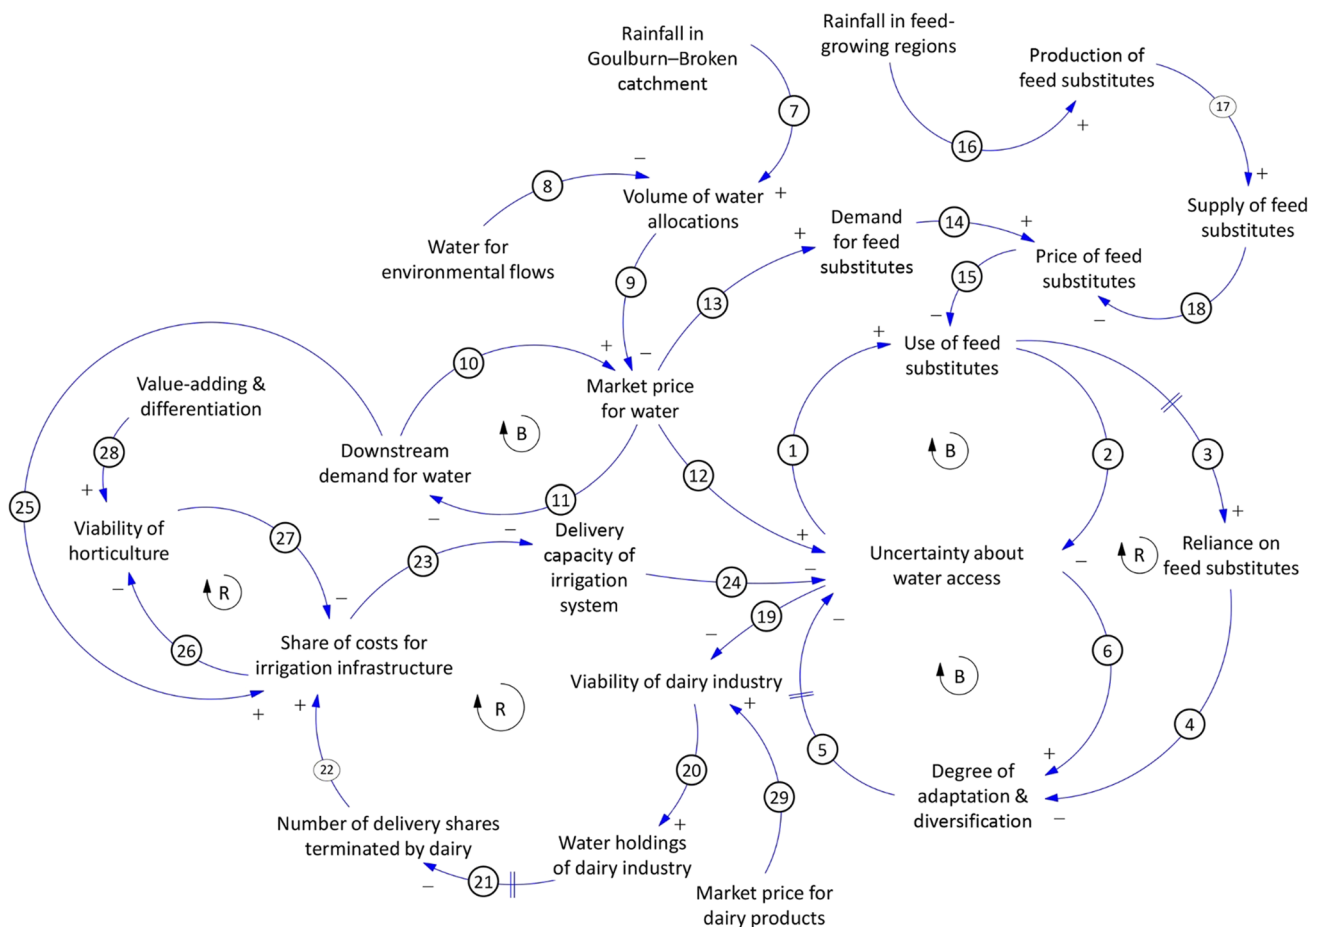 Rainfall in
Goulburn–Broken
catchment
Rainfall in feed-
growing regions
Production of
feed substitutes
7
17
16
+
+
–
8
Volume of water
allocations
+
+
Supply of feed
substitutes
Water for
environmental flows
Demand
for feed
substitutes
+
14
+
Price of feed
substitutes
9
13
15
18
–
–
10
+
–
+
Use of feed
substitutes
Market price
for water
Value-adding &
differentiation
B
28
Downstream
demand for water
12
1
B
2
3
+
25
11
–
–
+
+
Viability of
horticulture
27
Delivery
capacity of
irrigation
system
23
Uncertainty about
water access
–
R
Reliance on
feed substitutes
–
24
–
R
–
19
–
–
Share of costs for
irrigation infrastructure
26
6
Viability of dairy industry
B
+
+
R
+
5
4
22
20
29
+
Degree of
adaptation &
diversification
–
Number of delivery shares
terminated by dairy
+
Water holdings
of dairy industry
–
21
Market price for
dairy products